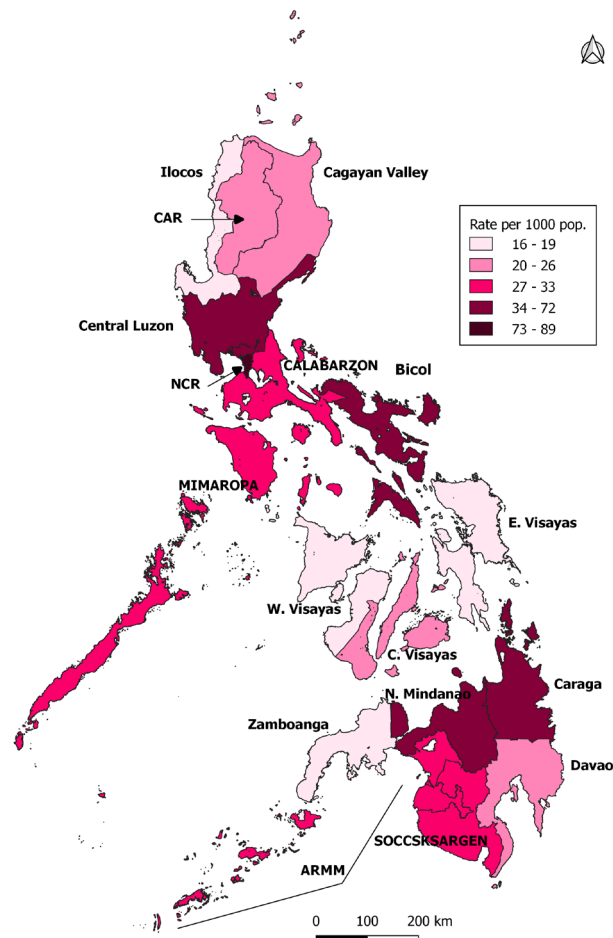 Ilocos
Cagayan Valley
CAR
Rate per 1000 pop.
16 - 19
20 - 26
27 - 33
34 - 72
73 - 89
Central Luzon
CALABARZON
Bicol
NCR
MIMAROPA
E. Visayas
W. Visayas
C. Visayas
N. Mindanao
Caraga
Zamboanga
Davao
SOCCSKSARGEN
ARMM
0 100 200 km